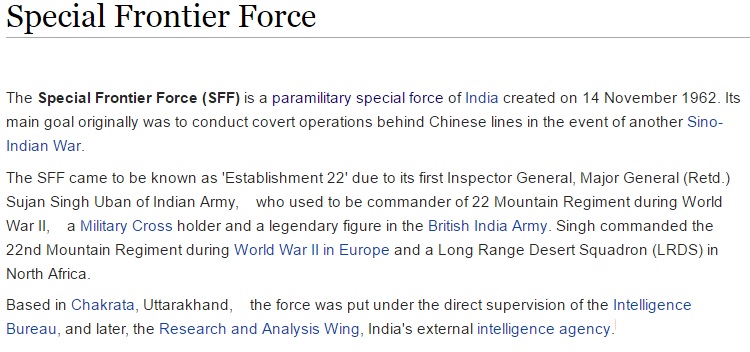 Special Frontier Force
The Special Frontier Force (SFF) is a paramilitary special force of India created on 14 November 1962. Its
main goal originally was to conduct covert operations behind Chinese lines in the event of another Sino-
Indian War.
The SFF came to be known as 'Establishment 22' due to its first Inspector General, Major General (Retd.)
Sujan Singh Uban of Indian Army, who used to be commander of 22 Mountain Regiment during World
War II, a Military Cross holder and a legendary figure in the British India Army. Singh commanded the
22nd Mountain Regiment during World War II in Europe and a Long Range Desert Squadron (LRDS) in
North Africa.
Based in Chakrata, Uttarakhand, the force was put under the direct supervision of the Intelligence
Bureau, and later, the Research and Analysis Wing, India's external intelligence agency.